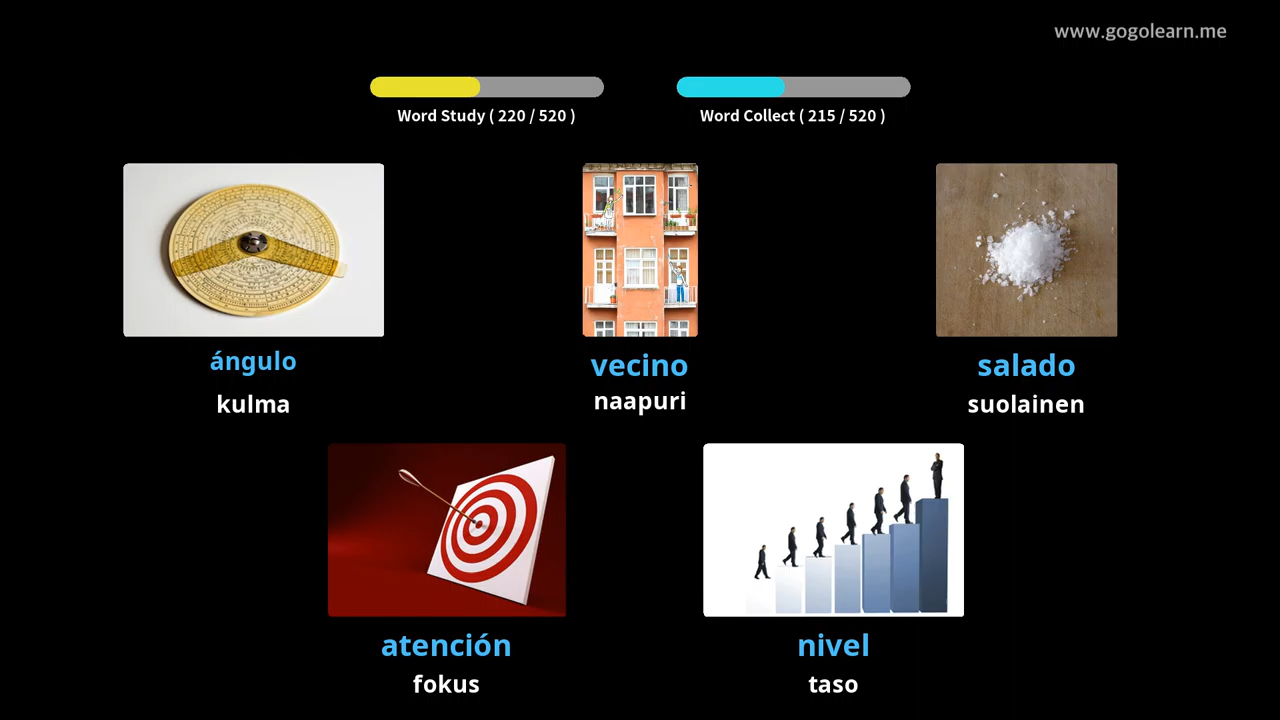 www.gogolearn.me
Word Study ( 220 / 520 )
Word Collect ( 215 / 520 )
ángulo
kulma
vecino
naapuri
salado
suolainen
atención
fokus
nivel
taso